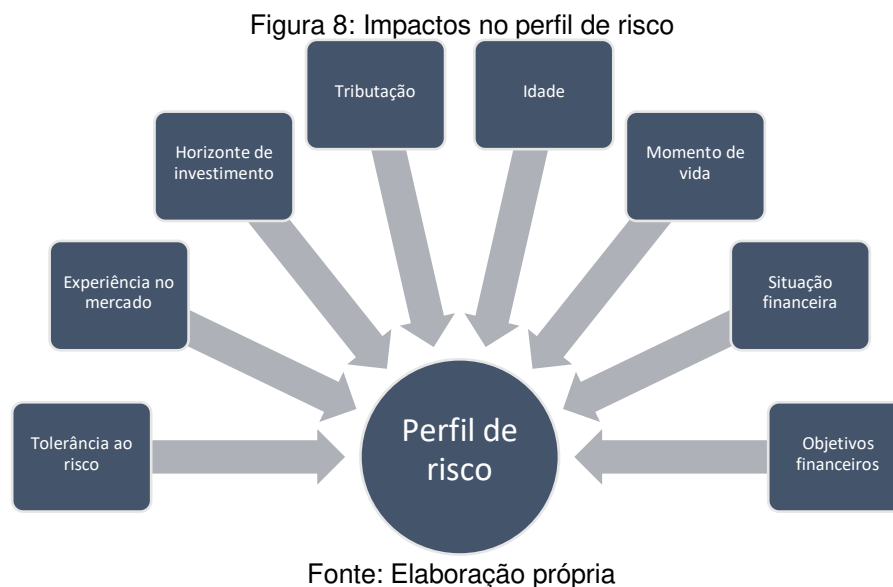 Figura 8: Impactos no perfil de risco
Tributação
Idade
Horizonte de
investimento
Momento de
vida
Experiência no
mercado
Situação
financeira
Tolerância ao
risco
Perfil de
risco
Objetivos
financeiros
Fonte: Elaboração própria